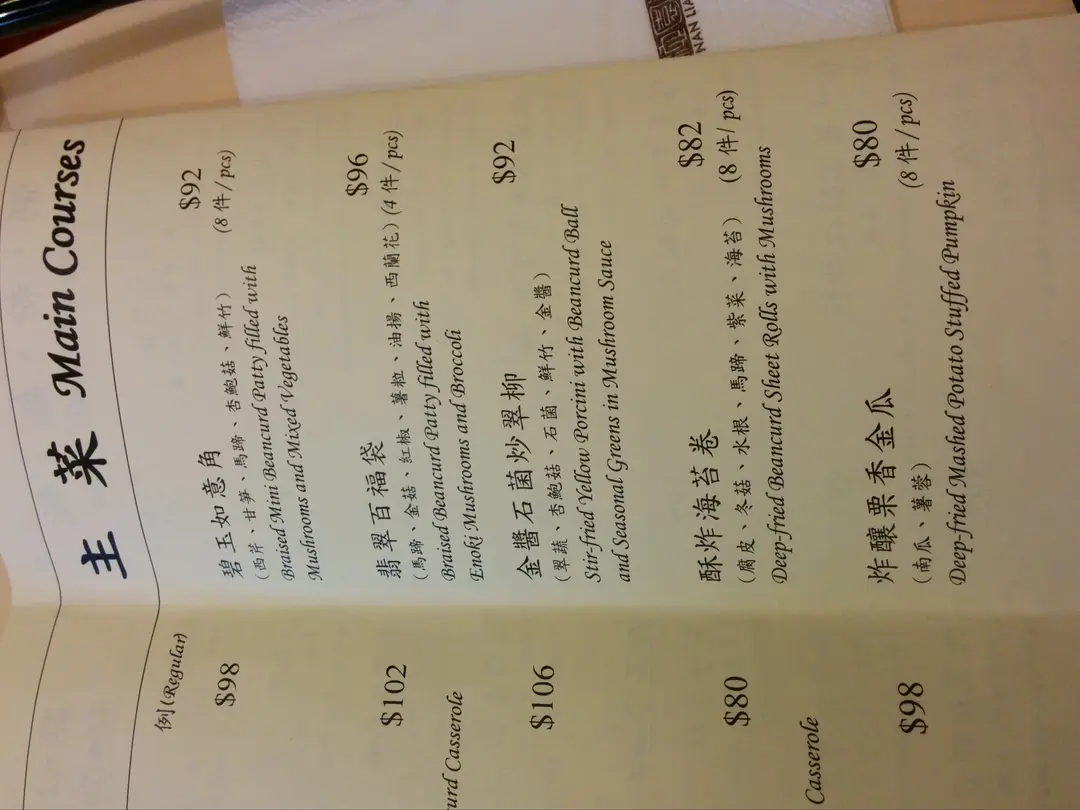 主 菜 Main Courses
碧玉如意角 $92
(西芹、甘笋、馬蹄、杏鮑菇、鮮竹) (8 件/pcs)
Braised Mini Beancurd Patty filled with
Mushrooms and Mixed Vegetables
翡翠百福袋 $96
(馬蹄、金菇、紅椒、薯粒、油揚、西蘭花) (4 件/pcs)
Braised Beancurd Patty filled with
Enoki Mushrooms and Broccoli
金醬石菌炒翠柳 $92
(翠蔬、杏鮑菇、石菌、鮮竹、金醬)
Stir-fried Yellow Porcini with Beancurd Ball
and Seasonal Greens in Mushroom Sauce
酥炸海苔卷 $82
(腐皮、冬菇、水根、馬蹄、紫菜、海苔) (8 件/pcs)
Deep-fried Beancurd Sheet Rolls with Mushrooms
炸釀栗香金瓜 $80
(南瓜、薯蓉) (8 件/pcs)
Deep-fried Mashed Potato Stuffed Pumpkin
例 (Regular)
$98
$102
Casserole
$106
$80
Casserole
$98
NAN LIA